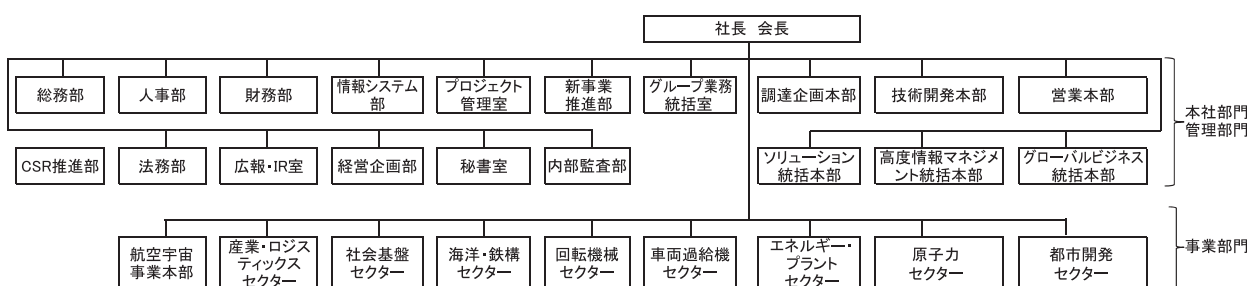 社長 会長
総務部
人事部
財務部
情報システム
部
プロジェクト
管理室
新事業
推進部
グループ業務
統括室
調達企画本部
技術開発本部
営業本部
本社部門
管理部門
CSR推進部
法務部
広報・IR室
経営企画部
秘書室
内部監査部
ソリューション
統括本部
高度情報マネジメ
ント統括本部
グローバルビジネス
統括本部
航空宇宙
事業本部
産業・ロジス
ティックス
セクター
社会基盤
セクター
海洋・鉄構
セクター
回転機械
セクター
車両過給機
セクター
エネルギー・
プラント
セクター
原子力
セクター
都市開発
セクター
事業部門